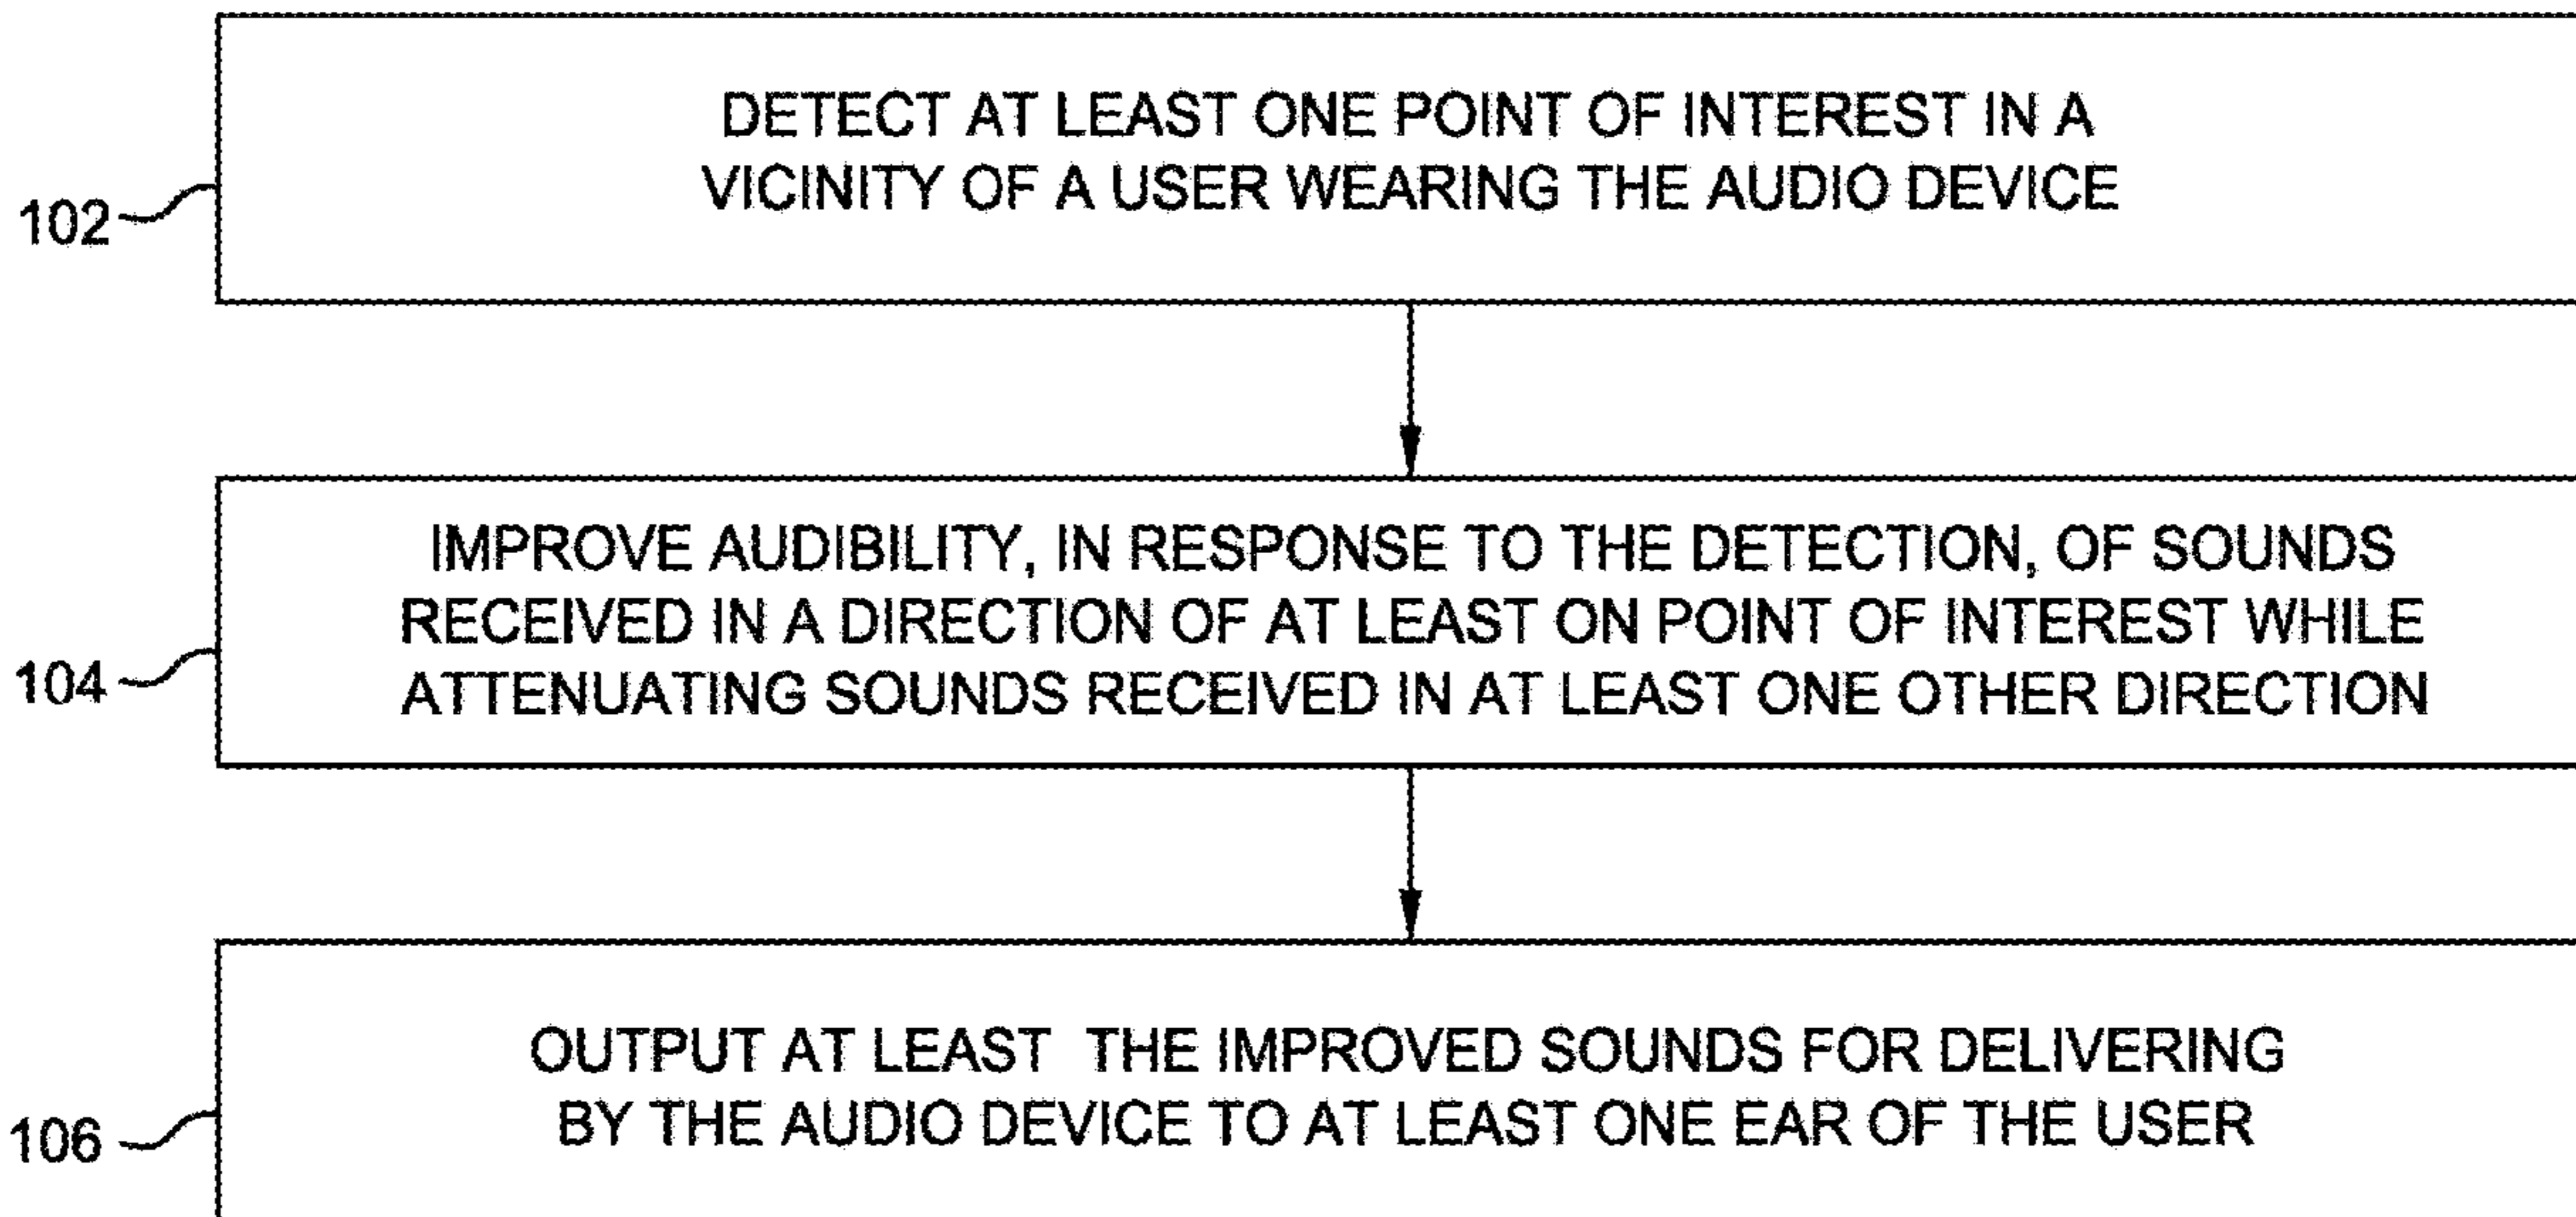 DETECT AT LEAST ONE POINT OF INTEREST IN A
VICINITY OF A USER WEARING THE AUDIO DEVICE
102
IMPROVE AUDIBILITY, IN RESPONSE TO THE DETECTION, OF SOUNDS
RECEIVED IN A DIRECTION OF AT LEAST ON POINT OF INTEREST WHILE
ATTENUATING SOUNDS RECEIVED IN AT LEAST ONE OTHER DIRECTION
104
OUTPUT AT LEAST THE IMPROVED SOUNDS FOR DELIVERING
BY THE AUDIO DEVICE TO AT LEAST ONE EAR OF THE USER
106